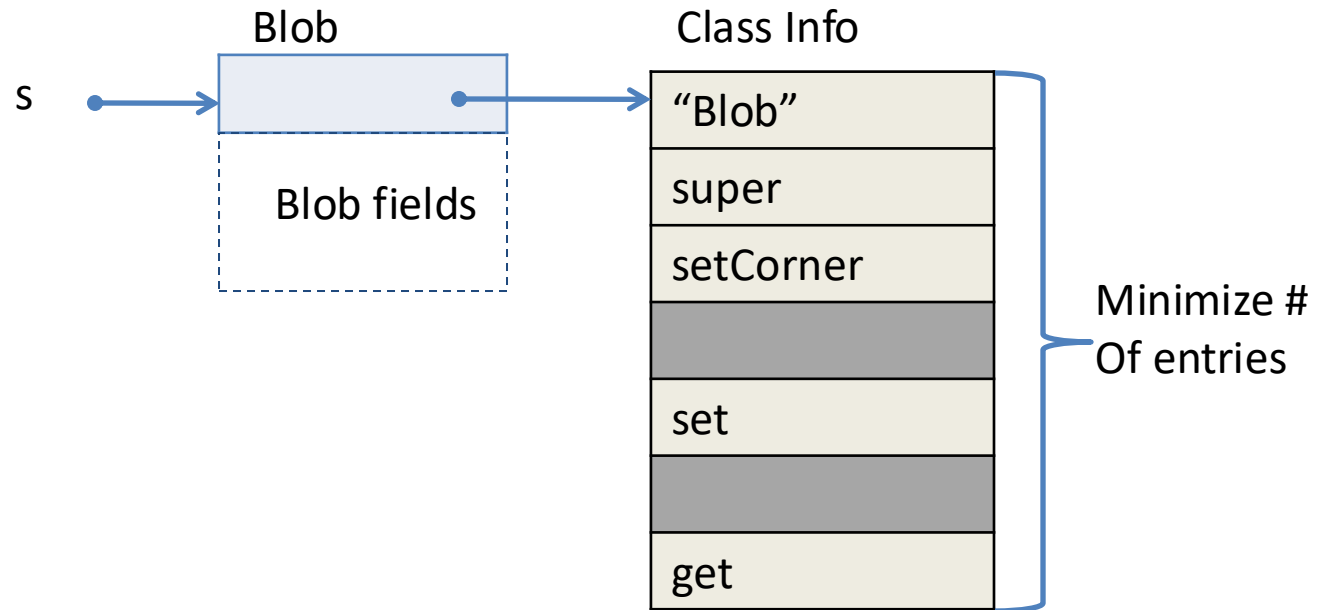 Blob
Class Info
s
“Blob”
super
Blob fields
setCorner
Minimize #
Of entries
set
get